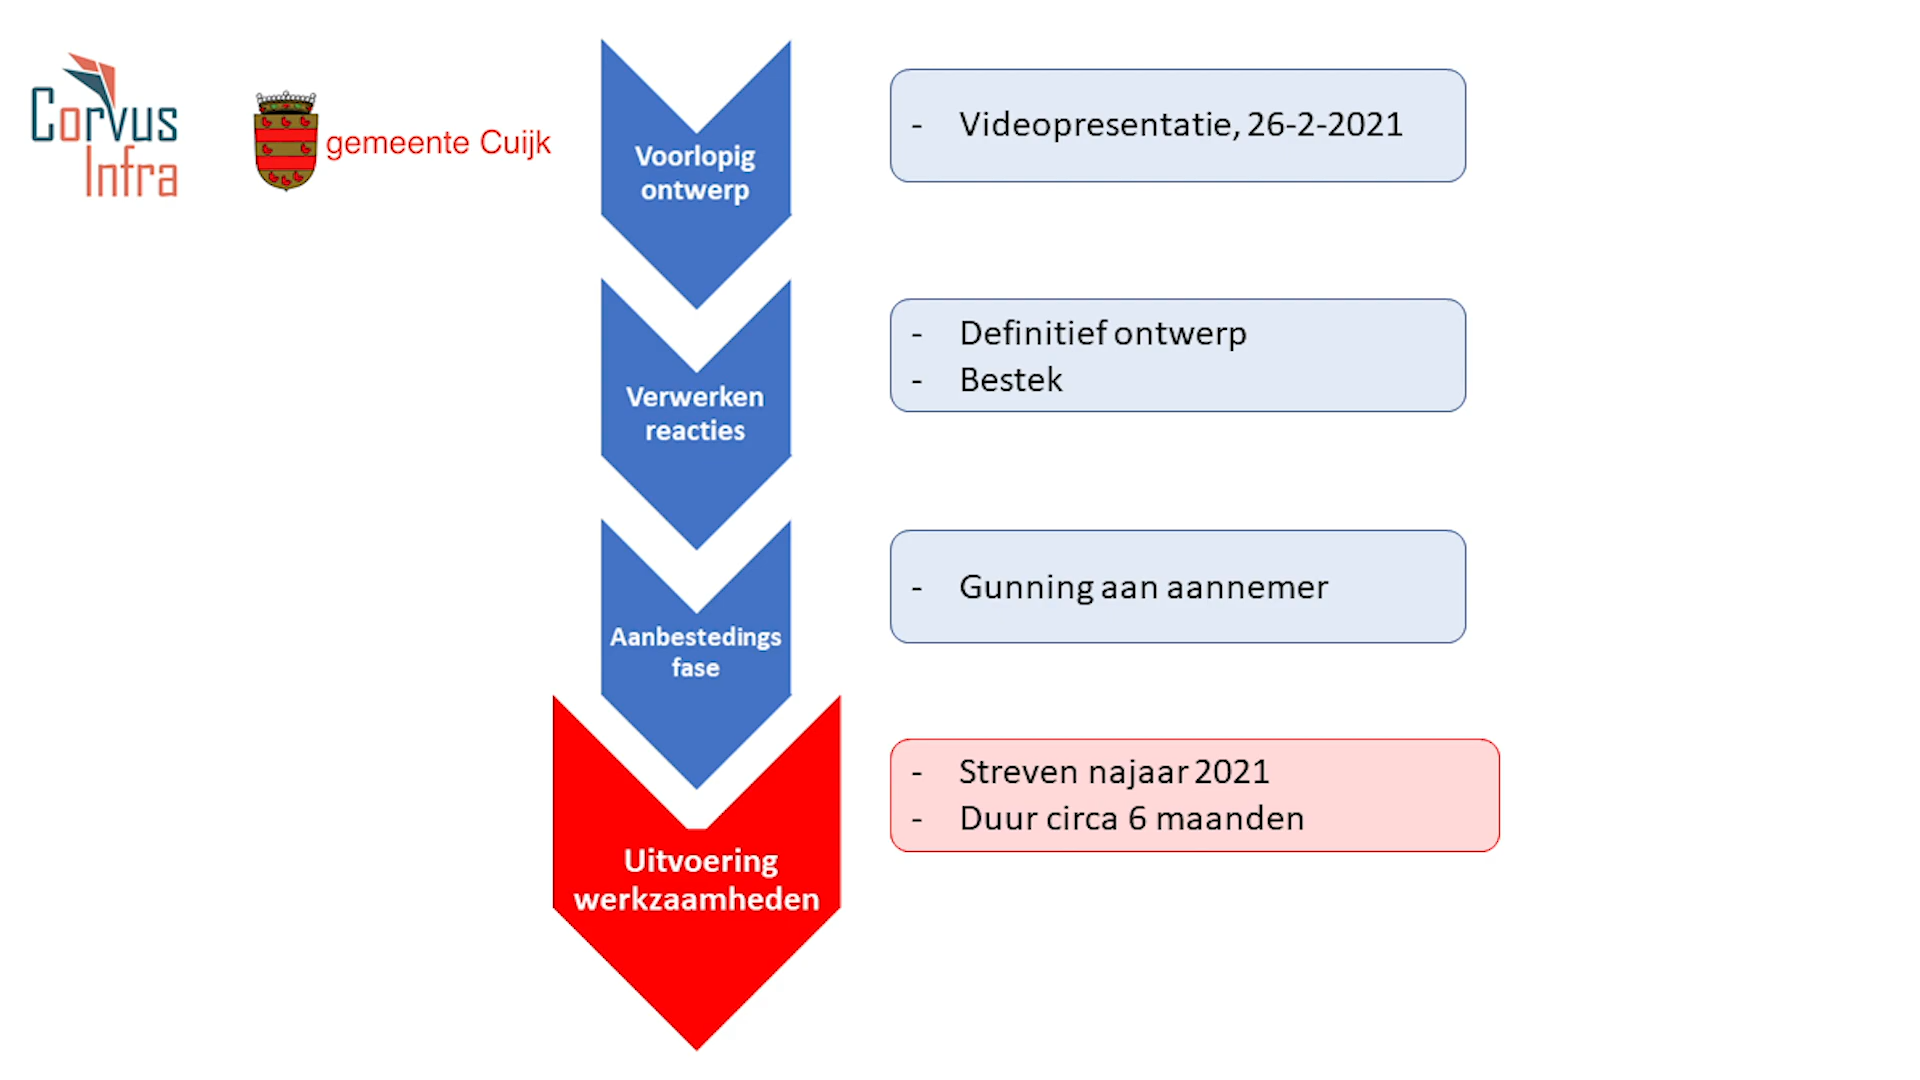 Corvus
Infra
gemeente Cuijk
Voorlopig
ontwerp
- Videopresentatie, 26-2-2021
Verwerken
reacties
- Definitief ontwerp
- Bestek
Aanbestedings
fase
- Gunning aan aannemer
Uitvoering
werkzaamheden
- Streven najaar 2021
- Duur circa 6 maanden